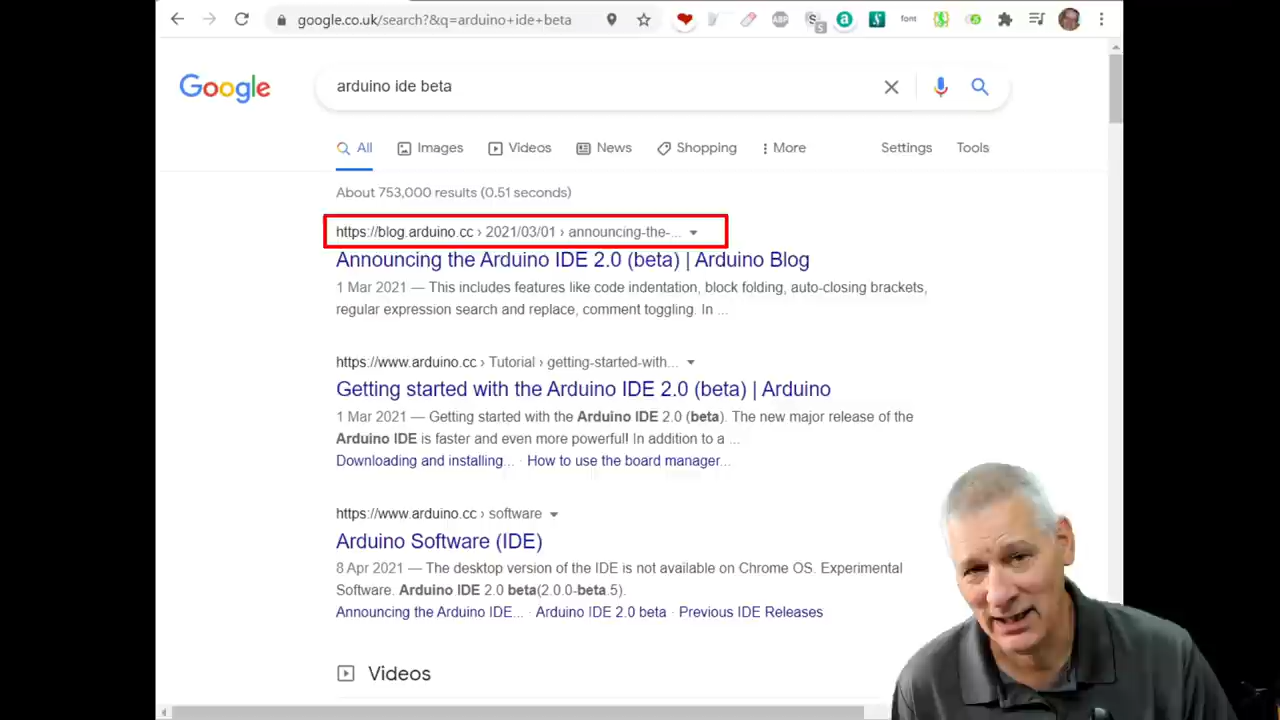 google.co.uk/search?&q=arduino+ide+beta
ABP
S
S
a
font
Google
arduino ide beta
All
Images
Videos
News
Shopping
More
Settings
Tools
About 753,000 results (0.51 seconds)
https://blog.arduino.cc › 2021/03/01 › announcing-the-...
Announcing the Arduino IDE 2.0 (beta) | Arduino Blog
1 Mar 2021 — This includes features like code indentation, block folding, auto-closing brackets,
regular expression search and replace, comment toggling. In ...
https://www.arduino.cc › Tutorial › getting-started-with...
Getting started with the Arduino IDE 2.0 (beta) | Arduino
1 Mar 2021 — Getting started with the Arduino IDE 2.0 (beta). The new major release of the
Arduino IDE is faster and even more powerful! In addition to a ...
Downloading and installing... · How to use the board manager...
https://www.arduino.cc › software
Arduino Software (IDE)
8 Apr 2021 — The desktop version of the IDE is not available on Chrome OS. Experimental
Software. Arduino IDE 2.0 beta(2.0.0-beta.5).
Announcing the Arduino IDE... · Arduino IDE 2.0 beta · Previous IDE Releases
Videos